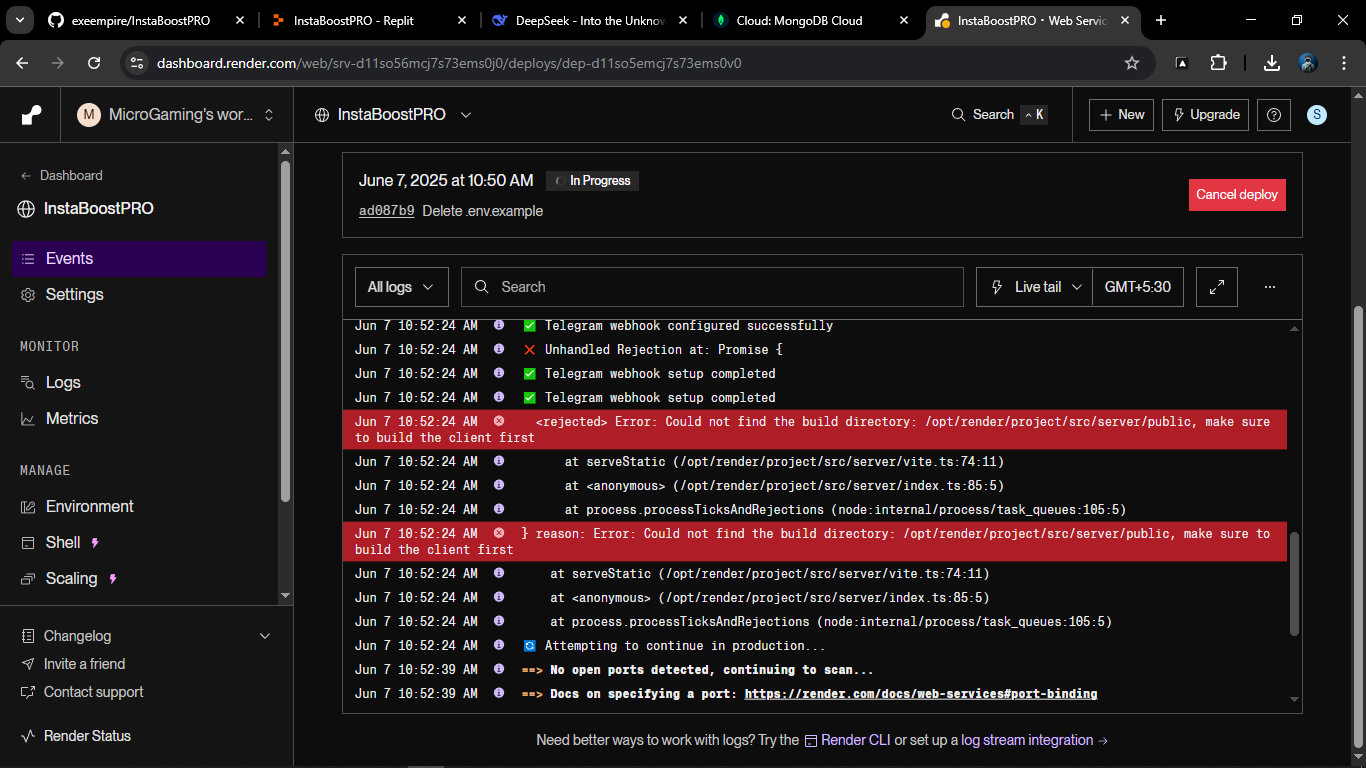 exeempire/InstaBoostPRO
InstaBoostPRO - Replit
DeepSeek - Into the Unknow
Cloud: MongoDB Cloud
InstaBoostPRO · Web Servic
dashboard.render.com/web/srv-d11so56mcj7s73ems0j0/deploys/dep-d11so5emcj7s73ems0v0
M MicroGaming's wor...
InstaBoostPRO
Search ^ K
+ New
Upgrade
S
← Dashboard
InstaBoostPRO
Events
Settings
MONITOR
Logs
Metrics
MANAGE
Environment
Shell
Scaling
Changelog
Invite a friend
Contact support
Render Status
June 7, 2025 at 10:50 AM In Progress
ad087b9 Delete .env.example
Cancel deploy
All logs
Search
Live tail
GMT+5:30
...
Jun 7 10:52:24 AM ✅ Telegram webhook configured successfully
Jun 7 10:52:24 AM ❌ Unhandled Rejection at: Promise {
Jun 7 10:52:24 AM ✅ Telegram webhook setup completed
Jun 7 10:52:24 AM ✅ Telegram webhook setup completed
Jun 7 10:52:24 AM <rejected> Error: Could not find the build directory: /opt/render/project/src/server/public, make sure
to build the client first
Jun 7 10:52:24 AM at serveStatic (/opt/render/project/src/server/vite.ts:74:11)
Jun 7 10:52:24 AM at <anonymous> (/opt/render/project/src/server/index.ts:85:5)
Jun 7 10:52:24 AM at process.processTicksAndRejections (node:internal/process/task_queues:105:5)
Jun 7 10:52:24 AM } reason: Error: Could not find the build directory: /opt/render/project/src/server/public, make sure to
build the client first
Jun 7 10:52:24 AM at serveStatic (/opt/render/project/src/server/vite.ts:74:11)
Jun 7 10:52:24 AM at <anonymous> (/opt/render/project/src/server/index.ts:85:5)
Jun 7 10:52:24 AM at process.processTicksAndRejections (node:internal/process/task_queues:105:5)
Jun 7 10:52:24 AM 🔄 Attempting to continue in production...
Jun 7 10:52:39 AM ==> No open ports detected, continuing to scan...
Jun 7 10:52:39 AM ==> Docs on specifying a port: https://render.com/docs/web-services#port-binding
Need better ways to work with logs? Try the Render CLI or set up a log stream integration →